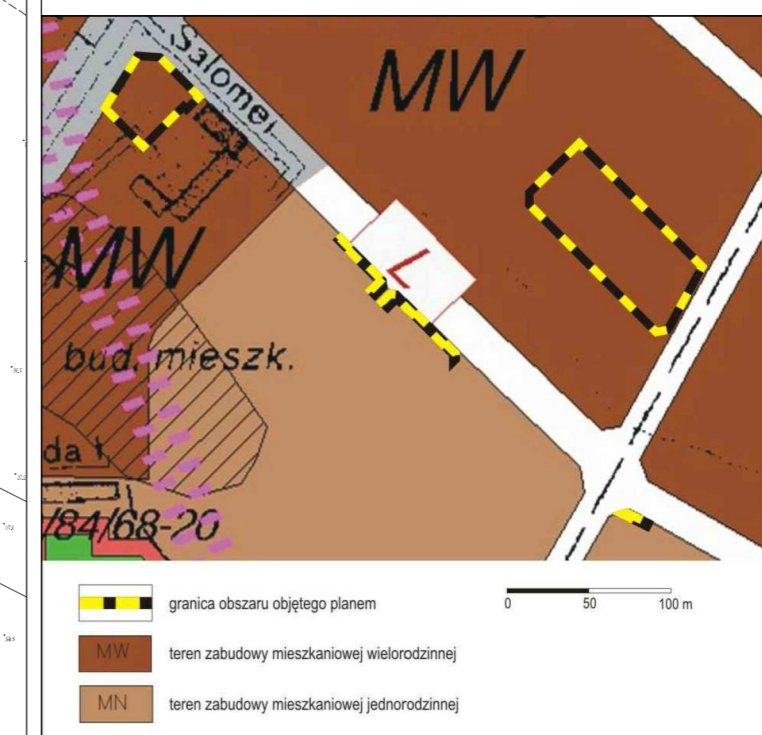 Salomei
MW
L
MW
bud. mieszk.
da I
/84/68-20
granica obszaru objętego planem
0 50 100 m
MW teren zabudowy mieszkaniowej wielorodzinnej
MN teren zabudowy mieszkaniowej jednorodzinnej